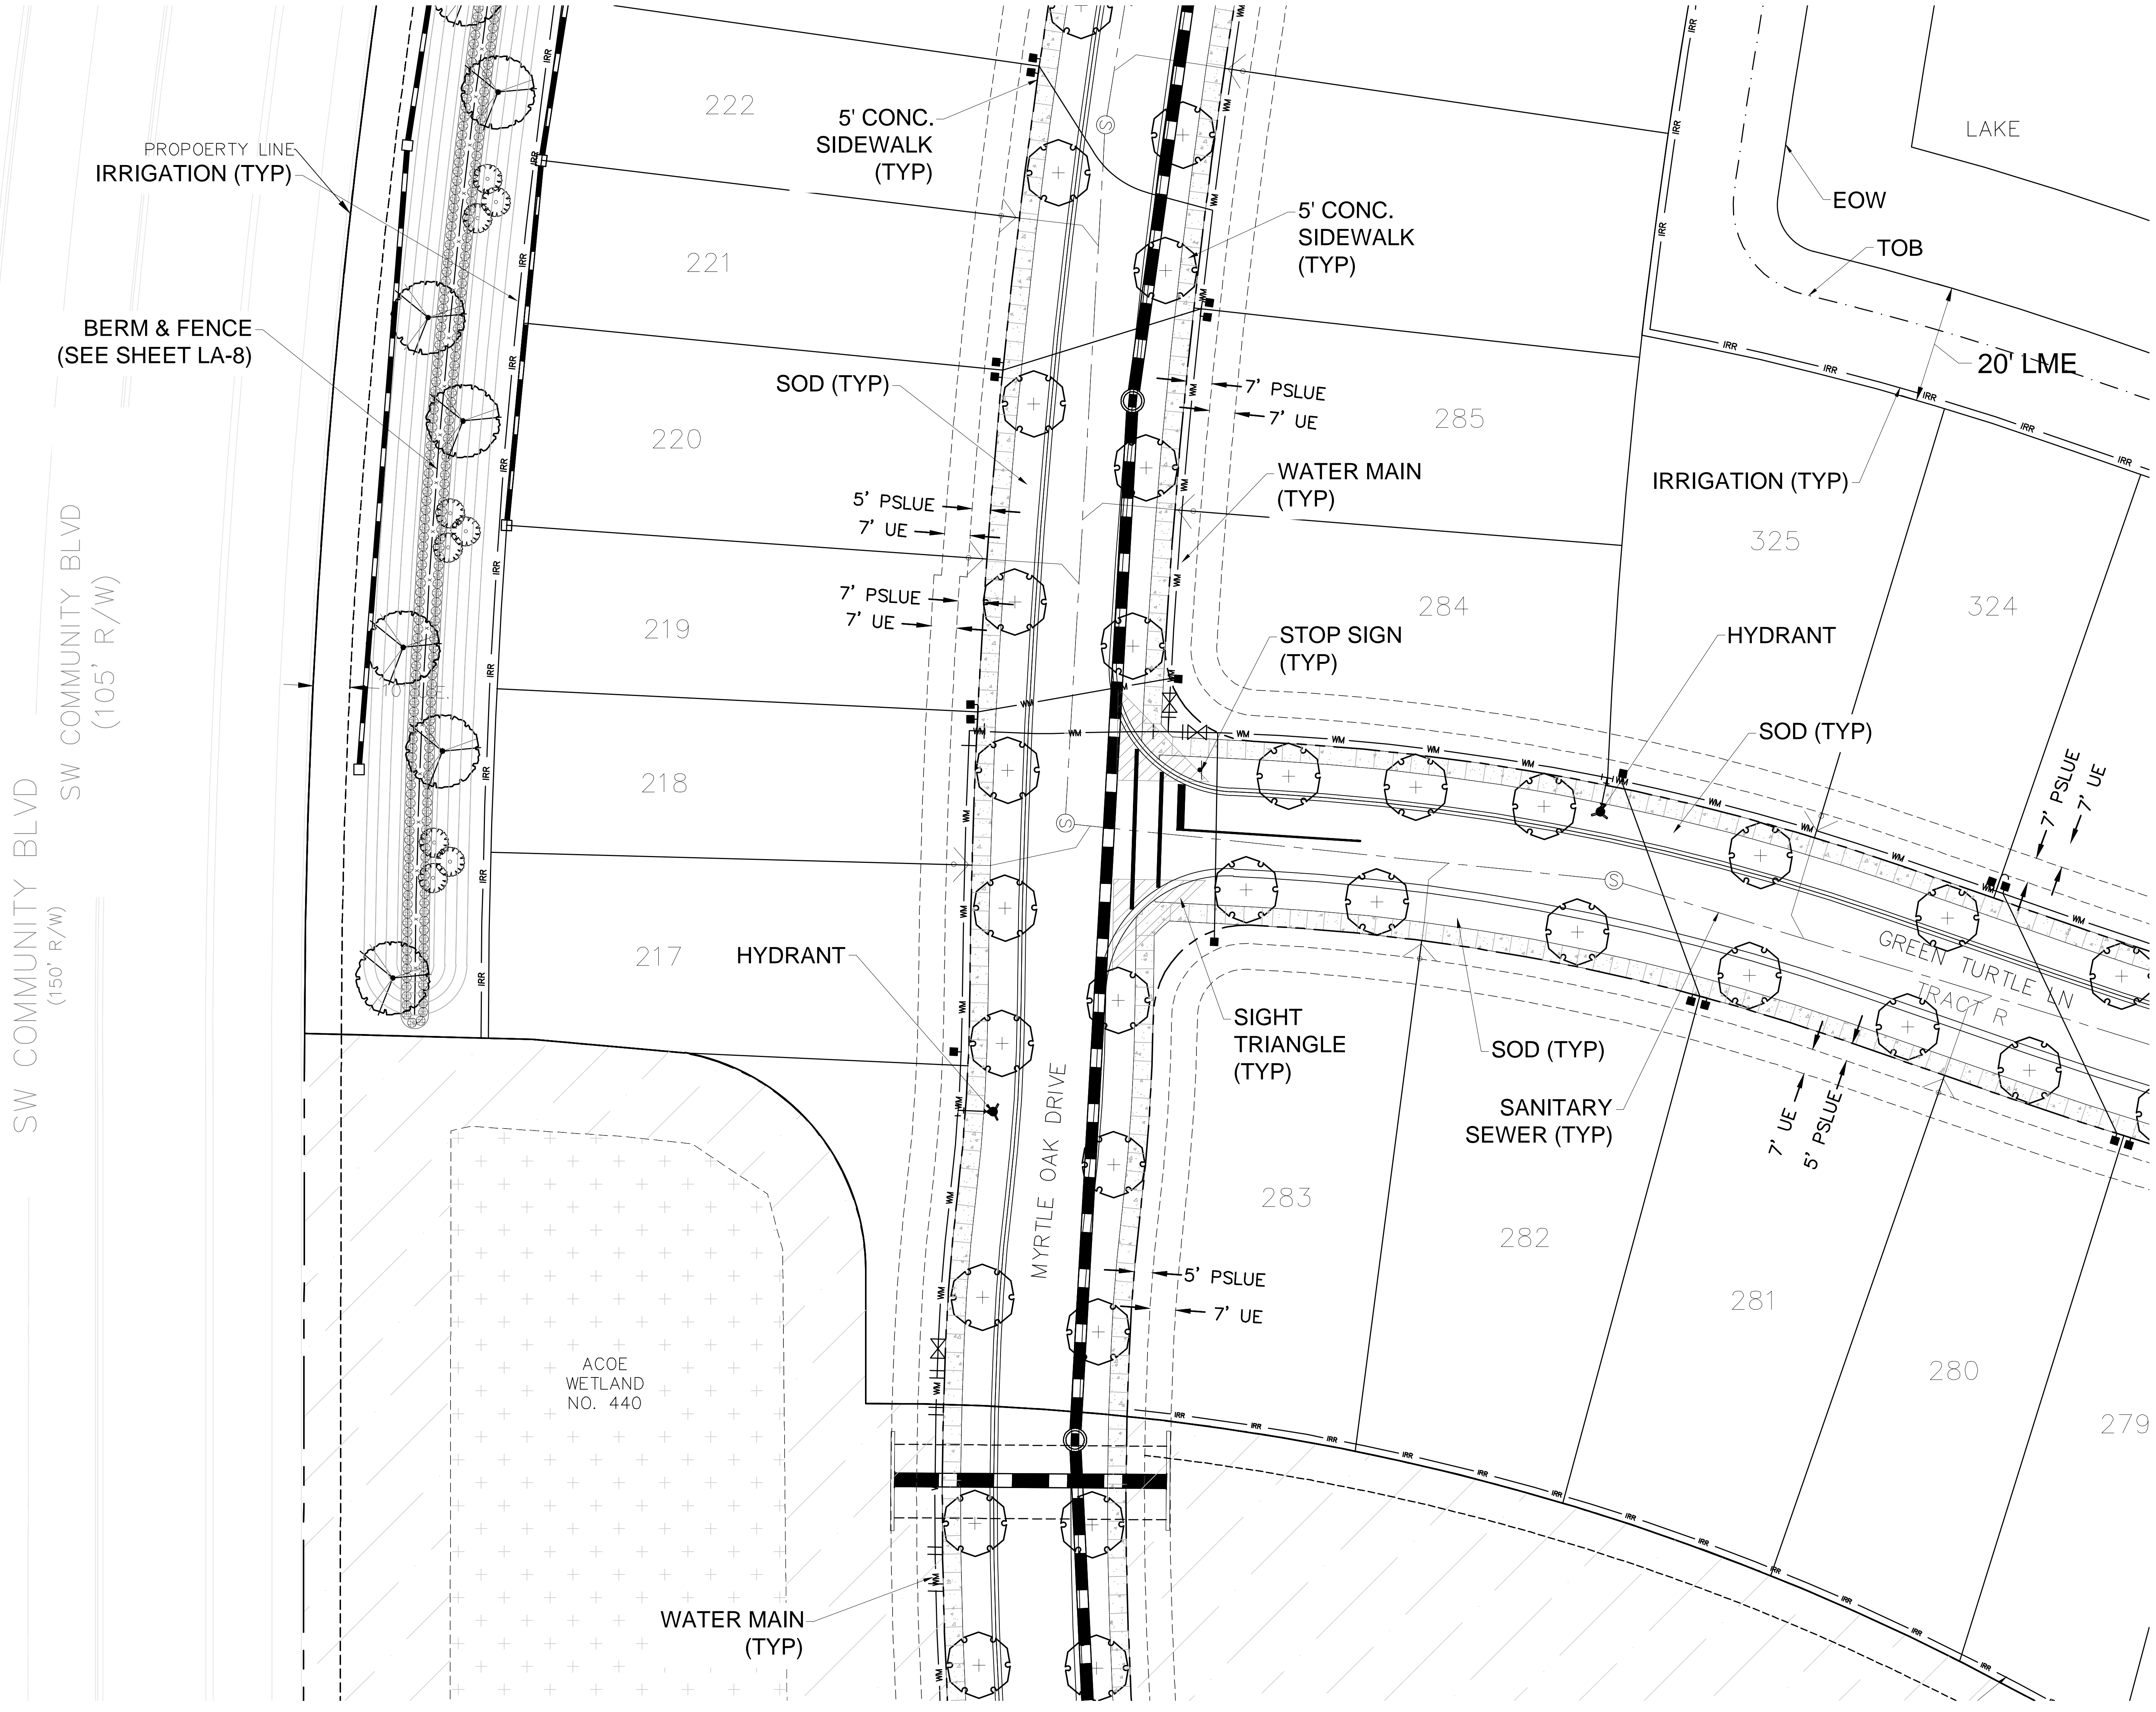 222
5' CONC.
SIDEWALK
(TYP)
LAKE
PROPOERTY LINE
IRRIGATION (TYP)
EOW
5' CONC.
SIDEWALK
(TYP)
TOB
221
BERM & FENCE
(SEE SHEET LA-8)
20' LME
SOD (TYP)
7' PSLUE
7' UE
285
220
WATER MAIN
(TYP)
IRRIGATION (TYP)
5' PSLUE
7' UE
325
SW COMMUNITY BLVD
(105' R/W)
7' PSLUE
7' UE
219
284
324
STOP SIGN
(TYP)
HYDRANT
SOD (TYP)
7' PSLUE
7' UE
218
SW COMMUNITY BLVD
(150' R/W)
217
HYDRANT
GREEN TURTLE LN
TRACT R
SIGHT
TRIANGLE
(TYP)
SOD (TYP)
SANITARY
SEWER (TYP)
7' UE
5' PSLUE
MYRTLE OAK DRIVE
283
282
5' PSLUE
7' UE
281
280
279
ACOE
WETLAND
NO. 440
WATER MAIN
(TYP)
IRR
WM
S